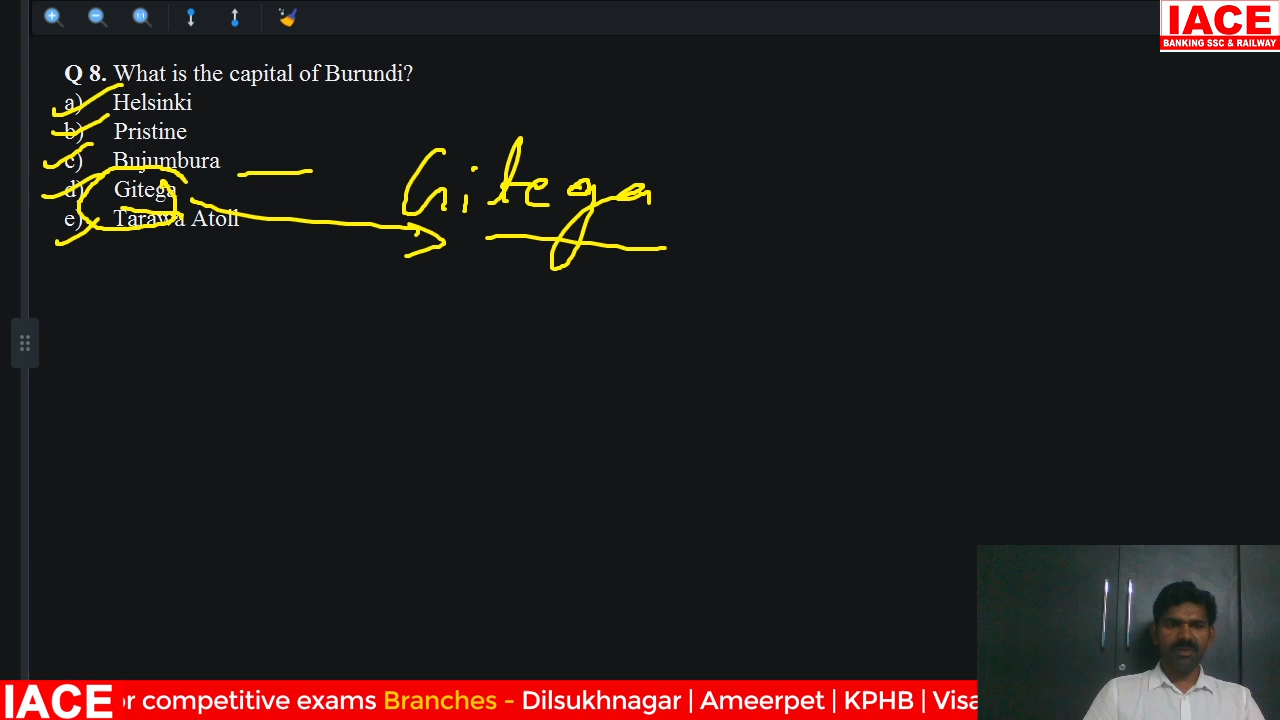 IACE
BANKING SSC & RAILWAY
Q 8. What is the capital of Burundi?
a) Helsinki
b) Pristine
c) Bujumbura
d) Gitega
e) Tarawa Atoll
Gitega
IACE
r competitive exams Branches - Dilsukhnagar | Ameerpet | KPHB | Visa